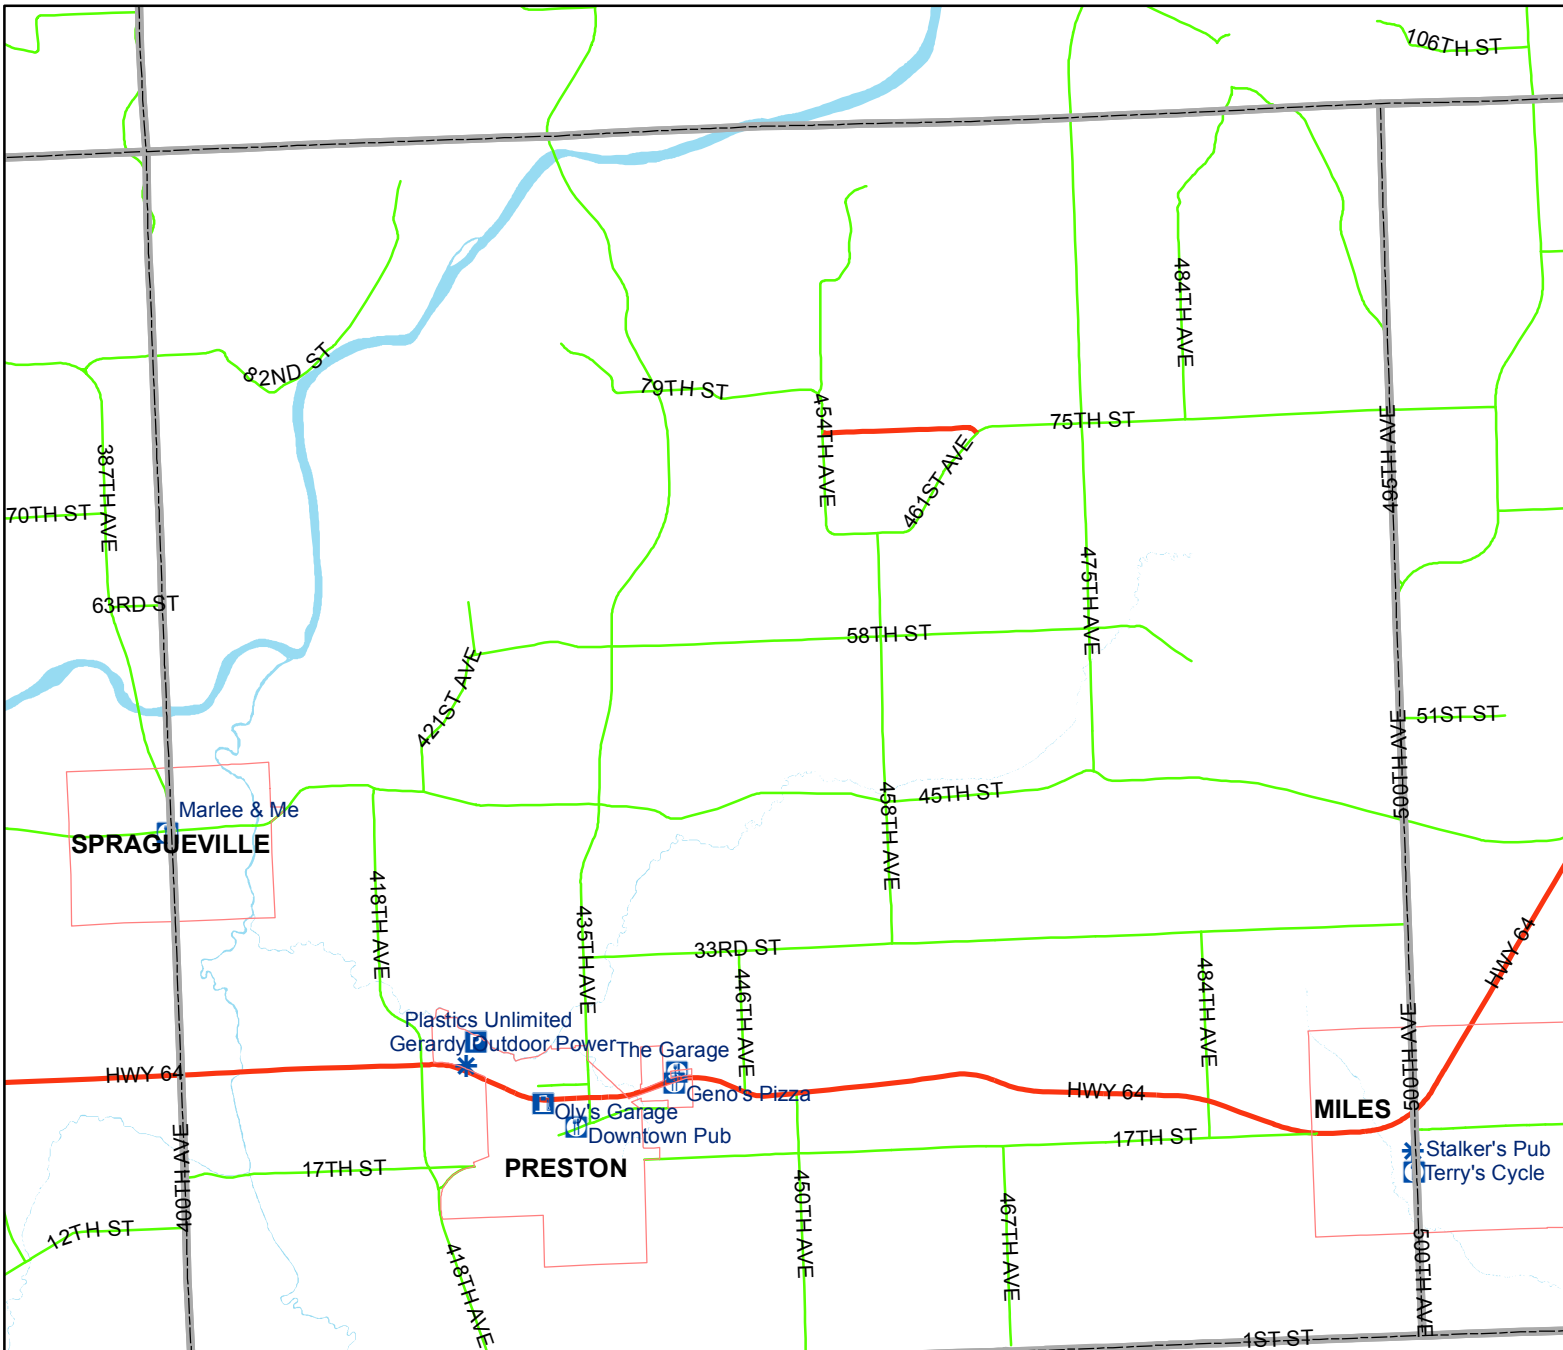 106TH ST
484TH AVE
82ND ST
79TH ST
454TH AVE
75TH ST
461ST AVE
495TH AVE
387TH AVE
70TH ST
475TH AVE
63RD ST
58TH ST
421ST AVE
51ST ST
500TH AVE
45TH ST
458TH AVE
Marlee & Me
SPRAGUEVILLE
418TH AVE
435TH AVE
33RD ST
446TH AVE
484TH AVE
HWY 64
Plastics Unlimited
Gerardy Outdoor Power
The Garage
HWY 64
Geno's Pizza
HWY 64
500TH AVE
Oly's Garage
MILES
Downtown Pub
17TH ST
Stalker's Pub
PRESTON
17TH ST
Terry's Cycle
400TH AVE
450TH AVE
467TH AVE
12TH ST
418TH AVE
500TH AVE
1ST ST